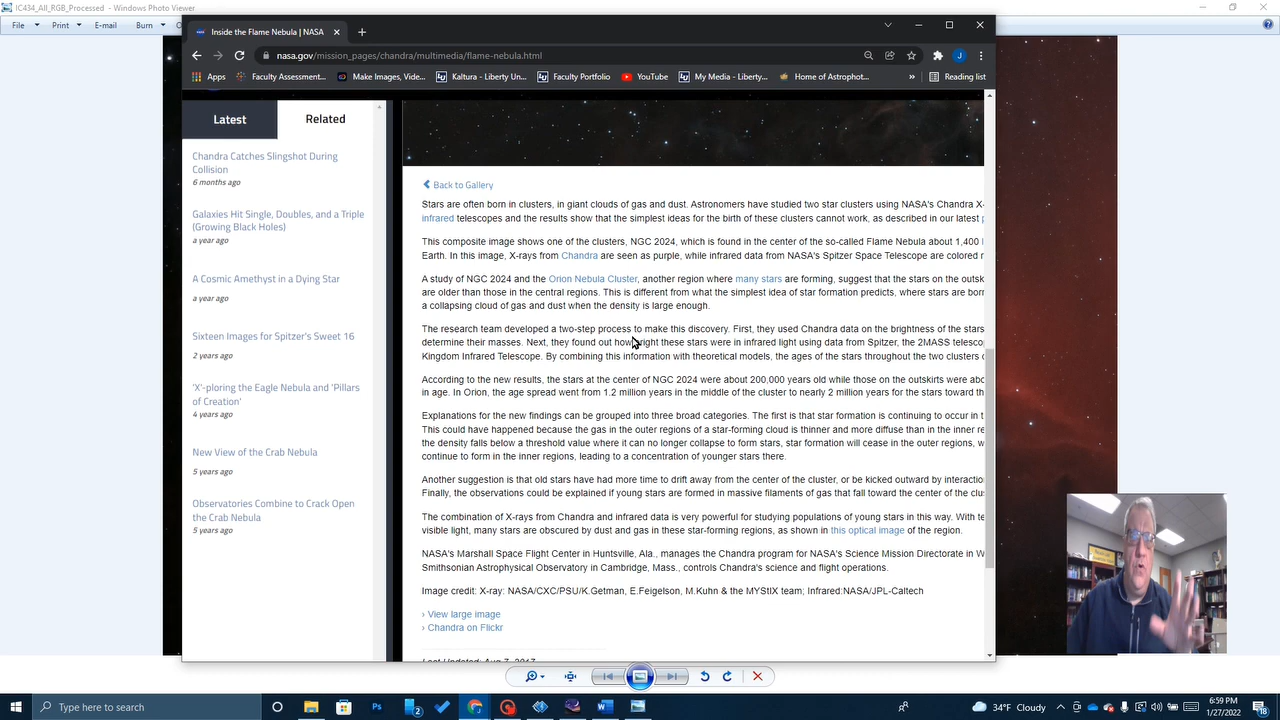 IC434_All_RGB_Processed - Windows Photo Viewer
File Print E-mail Burn
Inside the Flame Nebula | NASA
nasa.gov/mission_pages/chandra/multimedia/flame-nebula.html
Apps Faculty Assessment... Make Images, Vide... Kaltura - Liberty Un... Faculty Portfolio YouTube My Media - Liberty... Home of Astrophot... » Reading list
Latest Related
Chandra Catches Slingshot During
Collision
6 months ago
Galaxies Hit Single, Doubles, and a Triple
(Growing Black Holes)
a year ago
A Cosmic Amethyst in a Dying Star
a year ago
Sixteen Images for Spitzer's Sweet 16
2 years ago
'X'-ploring the Eagle Nebula and 'Pillars
of Creation'
4 years ago
New View of the Crab Nebula
5 years ago
Observatories Combine to Crack Open
the Crab Nebula
5 years ago
Back to Gallery
Stars are often born in clusters, in giant clouds of gas and dust. Astronomers have studied two star clusters using NASA's Chandra X-
infrared telescopes and the results show that the simplest ideas for the birth of these clusters cannot work, as described in our latest
This composite image shows one of the clusters, NGC 2024, which is found in the center of the so-called Flame Nebula about 1,400
Earth. In this image, X-rays from Chandra are seen as purple, while infrared data from NASA's Spitzer Space Telescope are colored
A study of NGC 2024 and the Orion Nebula Cluster, another region where many stars are forming, suggest that the stars on the outsk
are older than those in the central regions. This is different from what the simplest idea of star formation predicts, where stars are bor
a collapsing cloud of gas and dust when the density is large enough.
The research team developed a two-step process to make this discovery. First, they used Chandra data on the brightness of the stars
determine their masses. Next, they found out how right these stars were in infrared light using data from Spitzer, the 2MASS telesco
Kingdom Infrared Telescope. By combining this information with theoretical models, the ages of the stars throughout the two clusters
According to the new results, the stars at the center of NGC 2024 were about 200,000 years old while those on the outskirts were abo
in age. In Orion, the age spread went from 1.2 million years in the middle of the cluster to nearly 2 million years for the stars toward th
Explanations for the new findings can be grouped into three broad categories. The first is that star formation is continuing to occur in t
This could have happened because the gas in the outer regions of a star-forming cloud is thinner and more diffuse than in the inner re
the density falls below a threshold value where it can no longer collapse to form stars, star formation will cease in the outer regions, w
continue to form in the inner regions, leading to a concentration of younger stars there.
Another suggestion is that old stars have had more time to drift away from the center of the cluster, or be kicked outward by interactio
Finally, the observations could be explained if young stars are formed in massive filaments of gas that fall toward the center of the clus
The combination of X-rays from Chandra and infrared data is very powerful for studying populations of young stars in this way. With te
visible light, many stars are obscured by dust and gas in these star-forming regions, as shown in this optical image of the region.
NASA's Marshall Space Flight Center in Huntsville, Ala., manages the Chandra program for NASA's Science Mission Directorate in W
Smithsonian Astrophysical Observatory in Cambridge, Mass., controls Chandra's science and flight operations.
Image credit: X-ray: NASA/CXC/PSU/K.Getman, E.Feigelson, M.Kuhn & the MYStIX team; Infrared:NASA/JPL-Caltech
› View large image
› Chandra on Flickr
Last Updated: Aug 7, 2017
Type here to search
34°F Cloudy
6:59 PM
1/27/2022